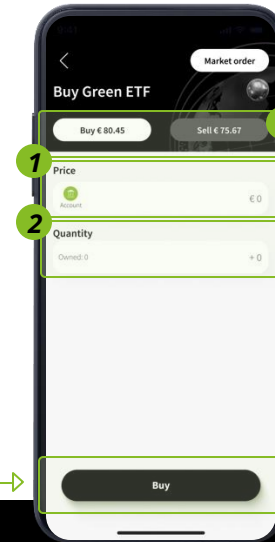 Market order
Buy Green ETF
Buy € 80.45 Sell € 75.67
1
Price
Account € 0
2
Quantity
Owned: 0 + 0
Buy